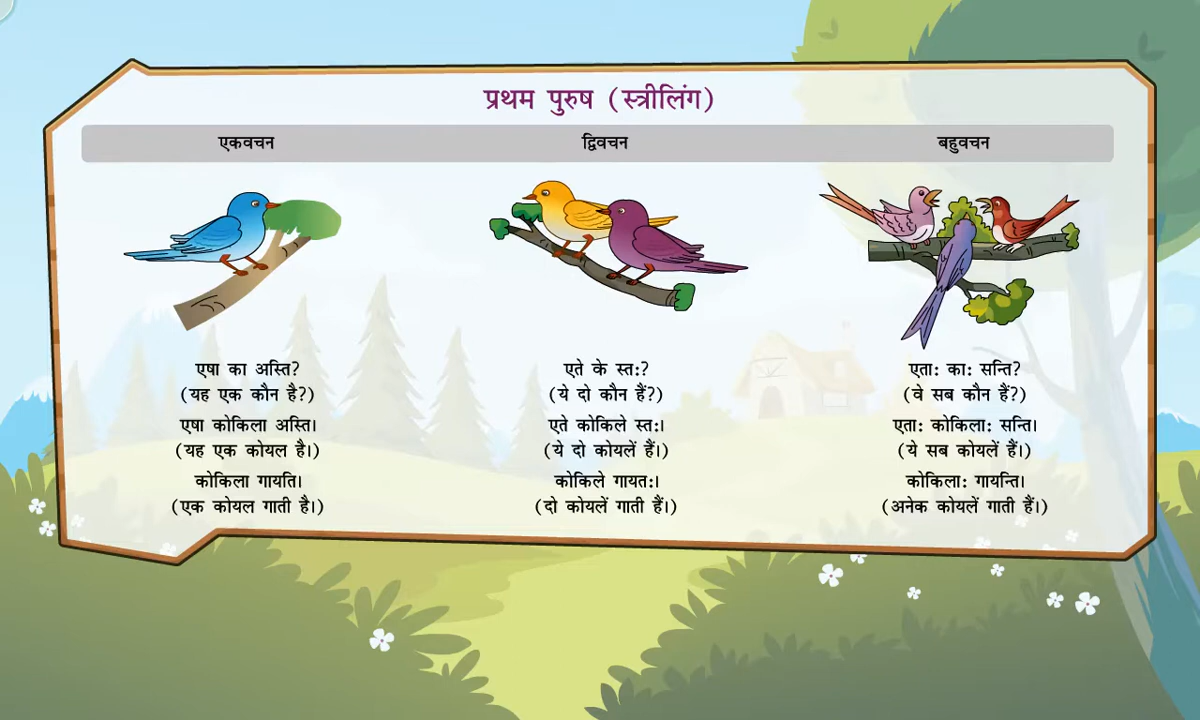 प्रथम पुरुष (स्त्रीलिंग)
एकवचन
द्विवचन
बहुवचन
एषा का अस्ति?
(यह एक कौन है?)
एषा कोकिला अस्ति।
(यह एक कोयल है।)
कोकिला गायति।
(एक कोयल गाती है।)
एते के स्त:?
(ये दो कौन हैं?)
एते कोकिले स्त:।
(ये दो कोयलें हैं।)
कोकिले गायत:।
(दो कोयलें गाती हैं।)
एता: का: सन्ति?
(वे सब कौन हैं?)
एता: कोकिला: सन्ति।
(ये सब कोयलें हैं।)
कोकिला: गायन्ति।
(अनेक कोयलें गाती हैं।)